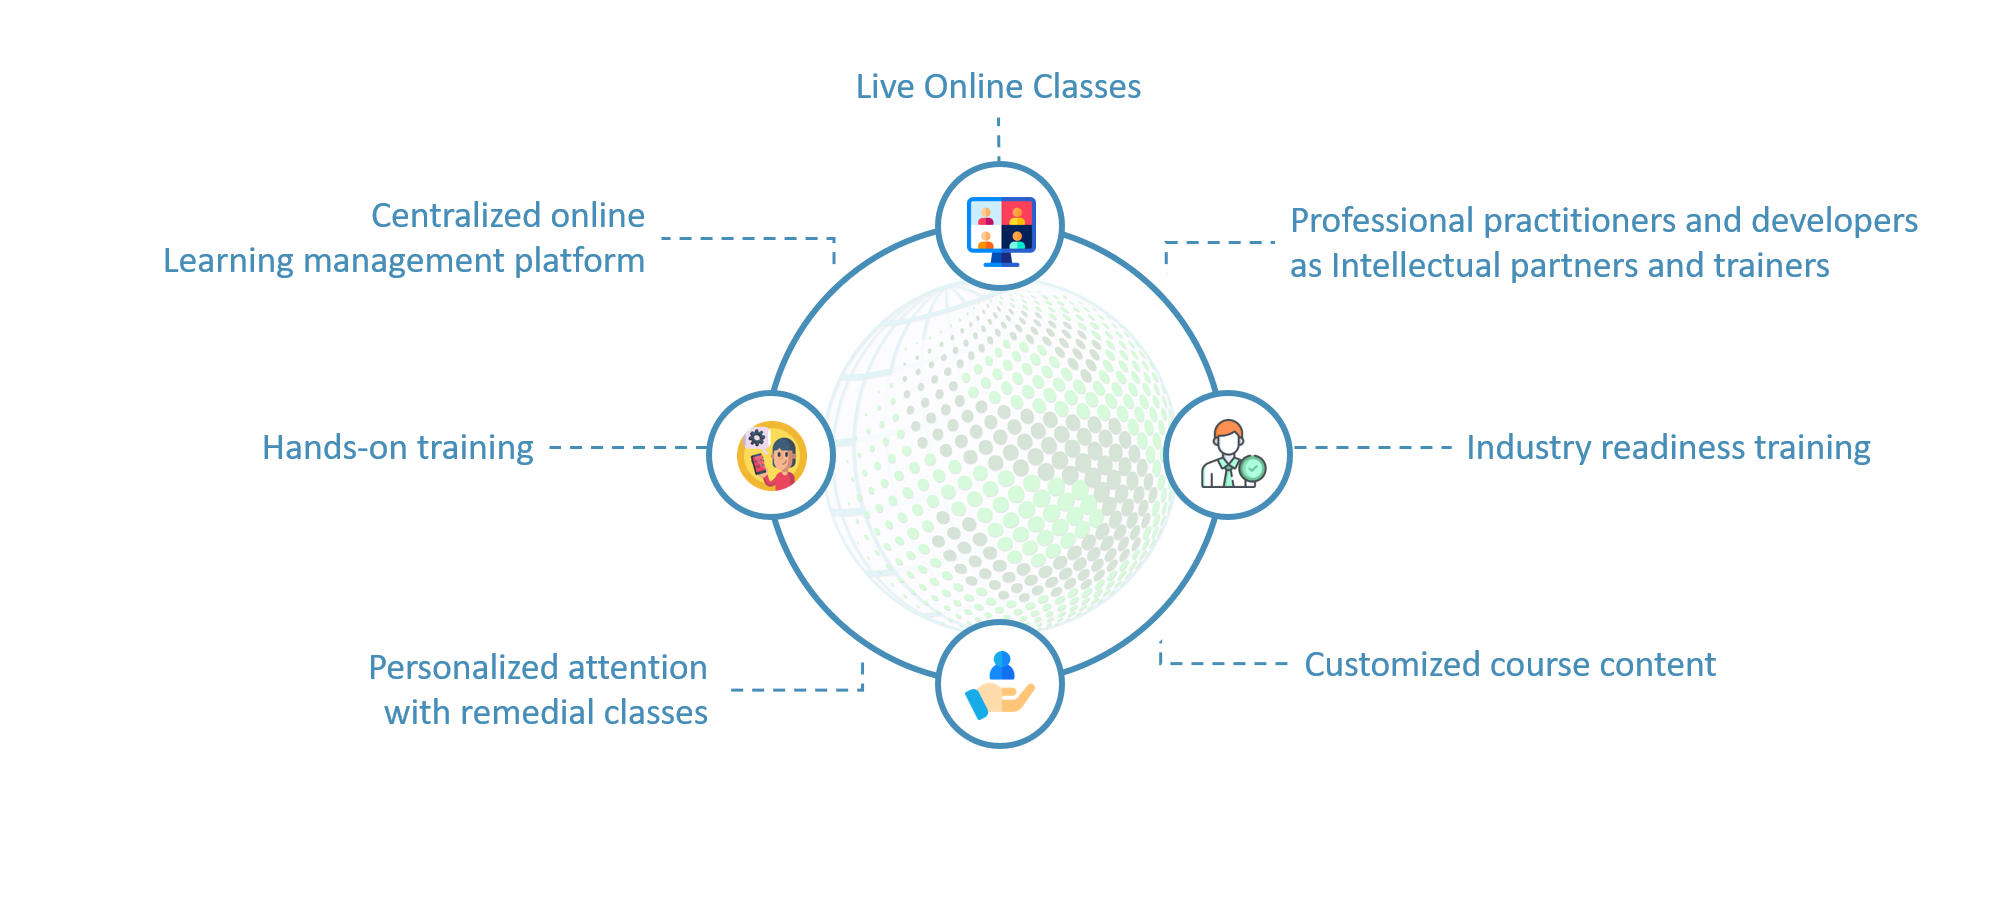 Live Online Classes
Centralized online
Learning management platform
Professional practitioners and developers
as Intellectual partners and trainers
Hands-on training
Industry readiness training
Personalized attention
with remedial classes
Customized course content